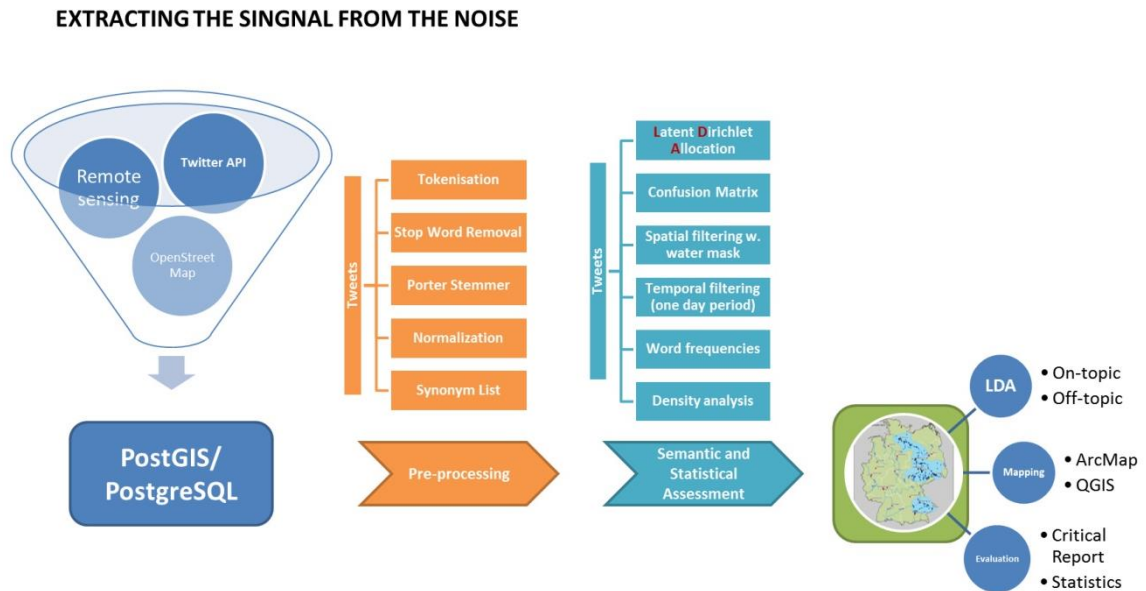 EXTRACTING THE SINGNAL FROM THE NOISE
Remote
sensing
Twitter API
OpenStreet
Map
PostGIS/
PostgreSQL
Tweets
Tokenisation
Stop Word Removal
Porter Stemmer
Normalization
Synonym List
Pre-processing
Tweets
Latent Dirichlet
Allocation
Confusion Matrix
Spatial filtering w.
water mask
Temporal filtering
(one day period)
Word frequencies
Density analysis
Semantic and
Statistical
Assessment
LDA
• On-topic
• Off-topic
Mapping
• ArcMap
• QGIS
Evaluation
• Critical
Report
• Statistics